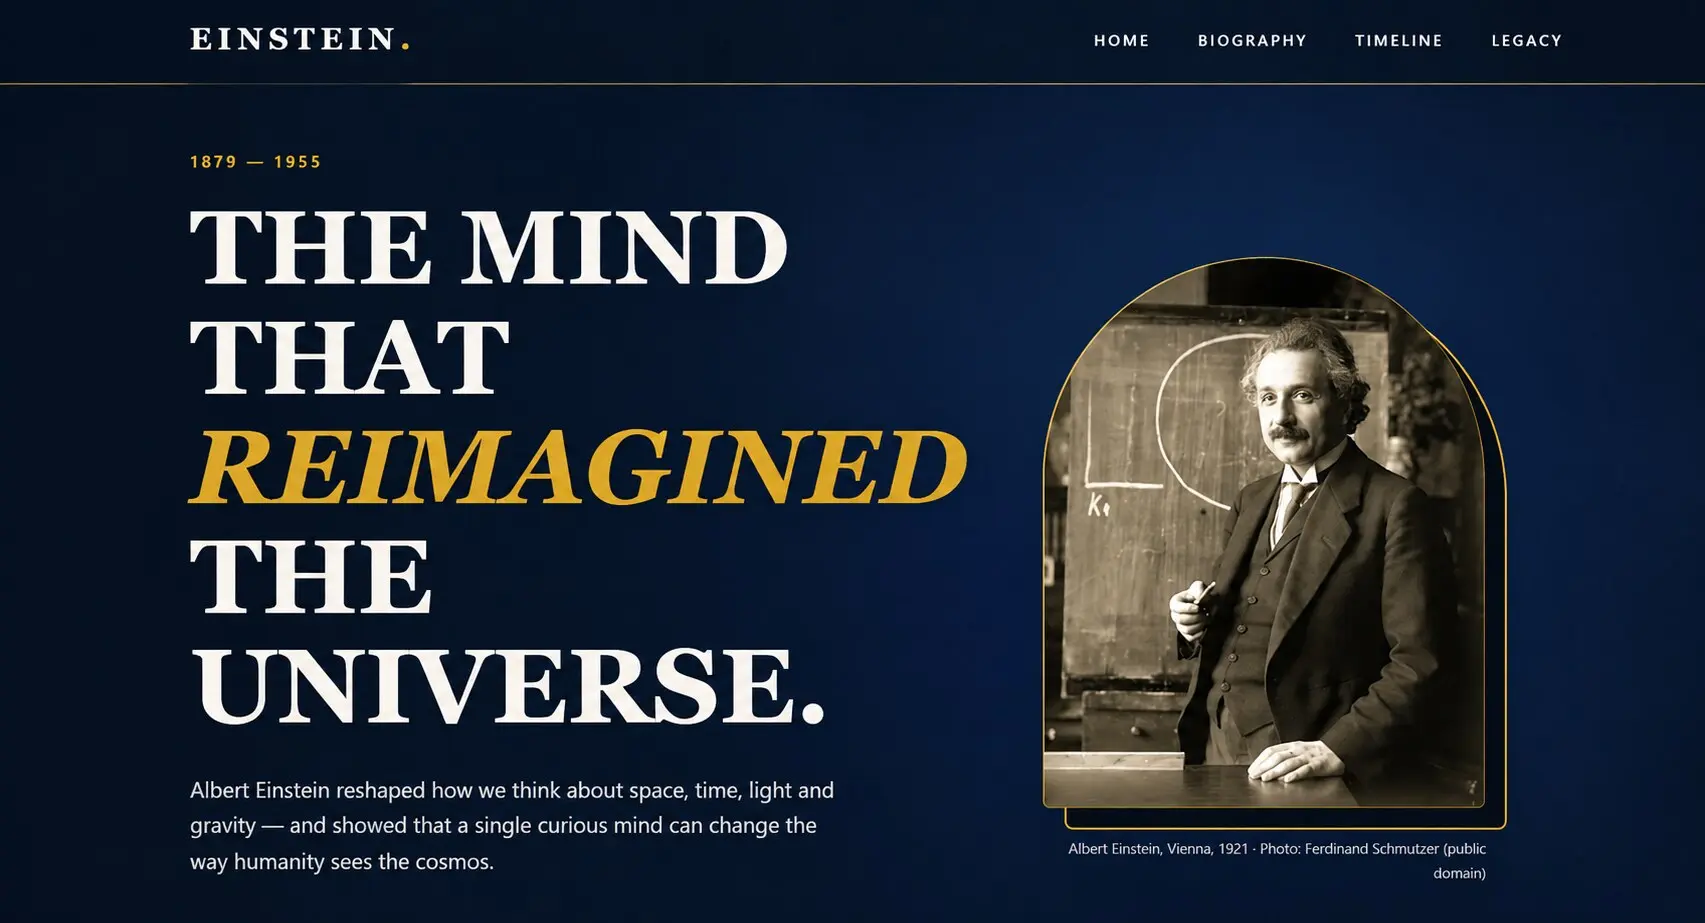 EINSTEIN.
HOME BIOGRAPHY TIMELINE LEGACY
1879 — 1955
THE MIND
THAT
REIMAGINED
THE
UNIVERSE.
Albert Einstein reshaped how we think about space, time, light and
gravity — and showed that a single curious mind can change the
way humanity sees the cosmos.
Albert Einstein, Vienna, 1921 · Photo: Ferdinand Schmutzer (public
domain)